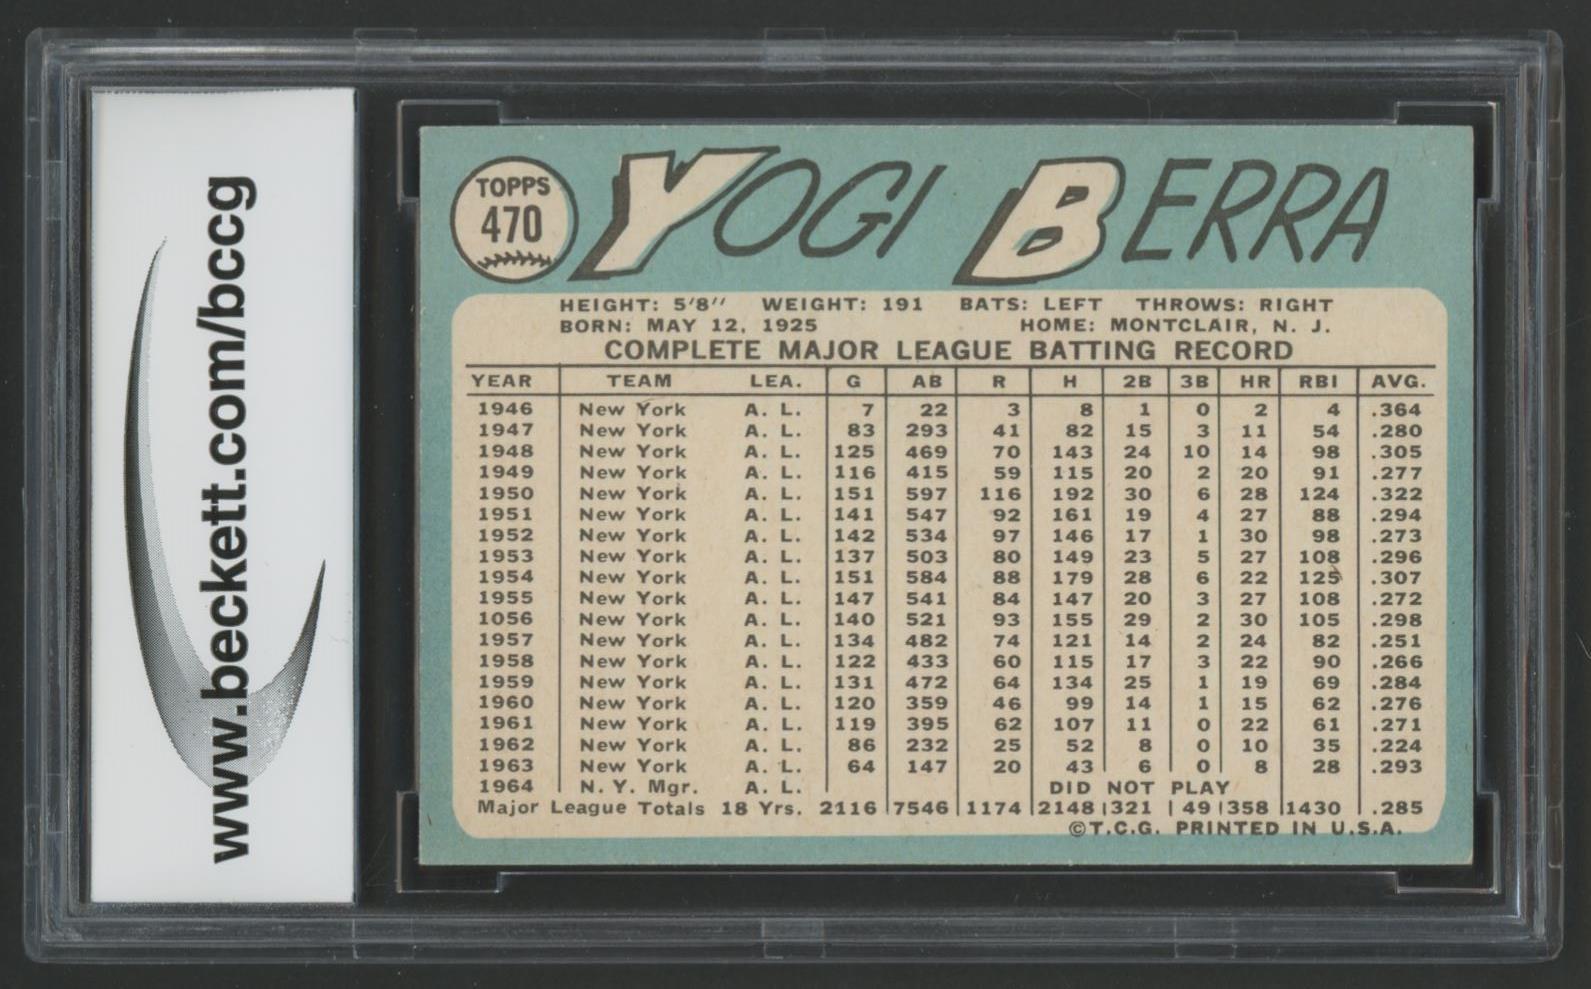 www.beckett.com/bccg
TOPPS
470
YOGI BERRA
HEIGHT: 5'8" WEIGHT: 191 BATS: LEFT THROWS: RIGHT
BORN: MAY 12, 1925 HOME: MONTCLAIR, N. J.
COMPLETE MAJOR LEAGUE BATTING RECORD
YEAR TEAM LEA. G AB R H 2B 3B HR RBI AVG.
1946 New York A. L. 7 22 3 8 1 0 2 4 .364
1947 New York A. L. 83 293 41 82 15 3 11 54 .280
1948 New York A. L. 125 469 70 143 24 10 14 98 .305
1949 New York A. L. 116 415 59 115 20 2 20 91 .277
1950 New York A. L. 151 597 116 192 30 6 28 124 .322
1951 New York A. L. 141 547 92 161 19 4 27 88 .294
1952 New York A. L. 142 534 97 146 17 1 30 98 .273
1953 New York A. L. 137 503 80 149 23 5 27 108 .296
1954 New York A. L. 151 584 88 179 28 6 22 125 .307
1955 New York A. L. 147 541 84 147 20 3 27 108 .272
1056 New York A. L. 140 521 93 155 29 2 30 105 .298
1957 New York A. L. 134 482 74 121 14 2 24 82 .251
1958 New York A. L. 122 433 60 115 17 3 22 90 .266
1959 New York A. L. 131 472 64 134 25 1 19 69 .284
1960 New York A. L. 120 359 46 99 14 1 15 62 .276
1961 New York A. L. 119 395 62 107 11 0 22 61 .271
1962 New York A. L. 86 232 25 52 8 0 10 35 .224
1963 New York A. L. 64 147 20 43 6 0 8 28 .293
1964 N. Y. Mgr. A. L. DID NOT PLAY
Major League Totals 18 Yrs. 2116 7546 1174 2148 321 49 358 1430 .285
©T.C.G. PRINTED IN U.S.A.